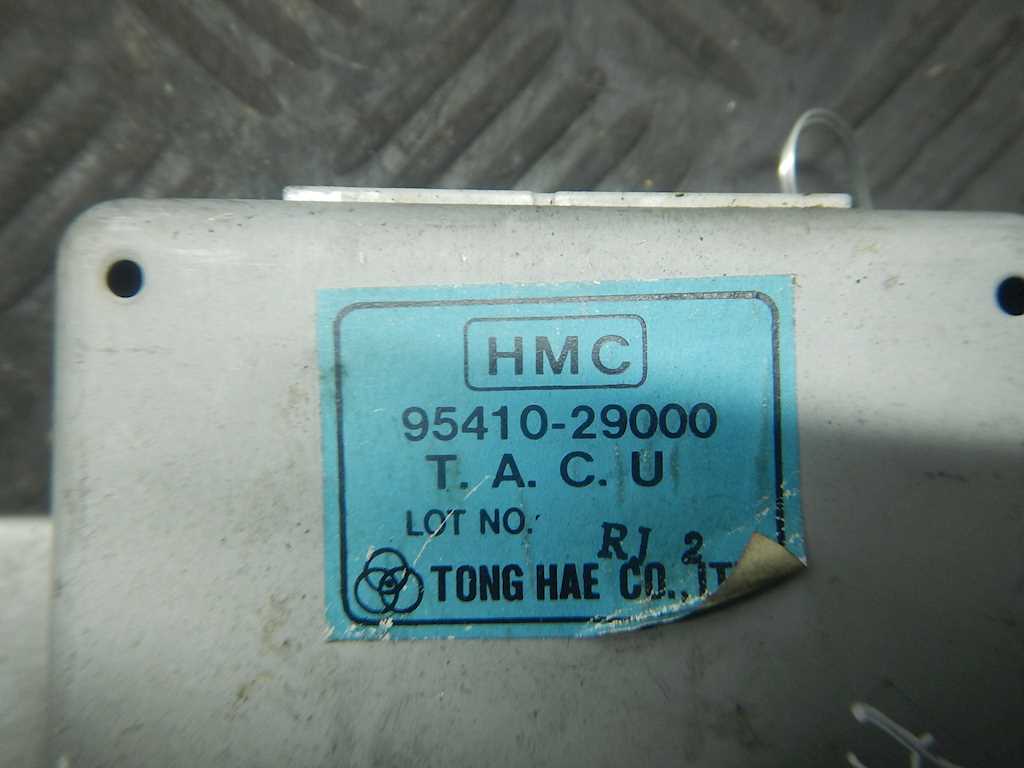 HMC
95410-29000
T. A. C. U
LOT NO. RJ 2
TONG HAE CO.,